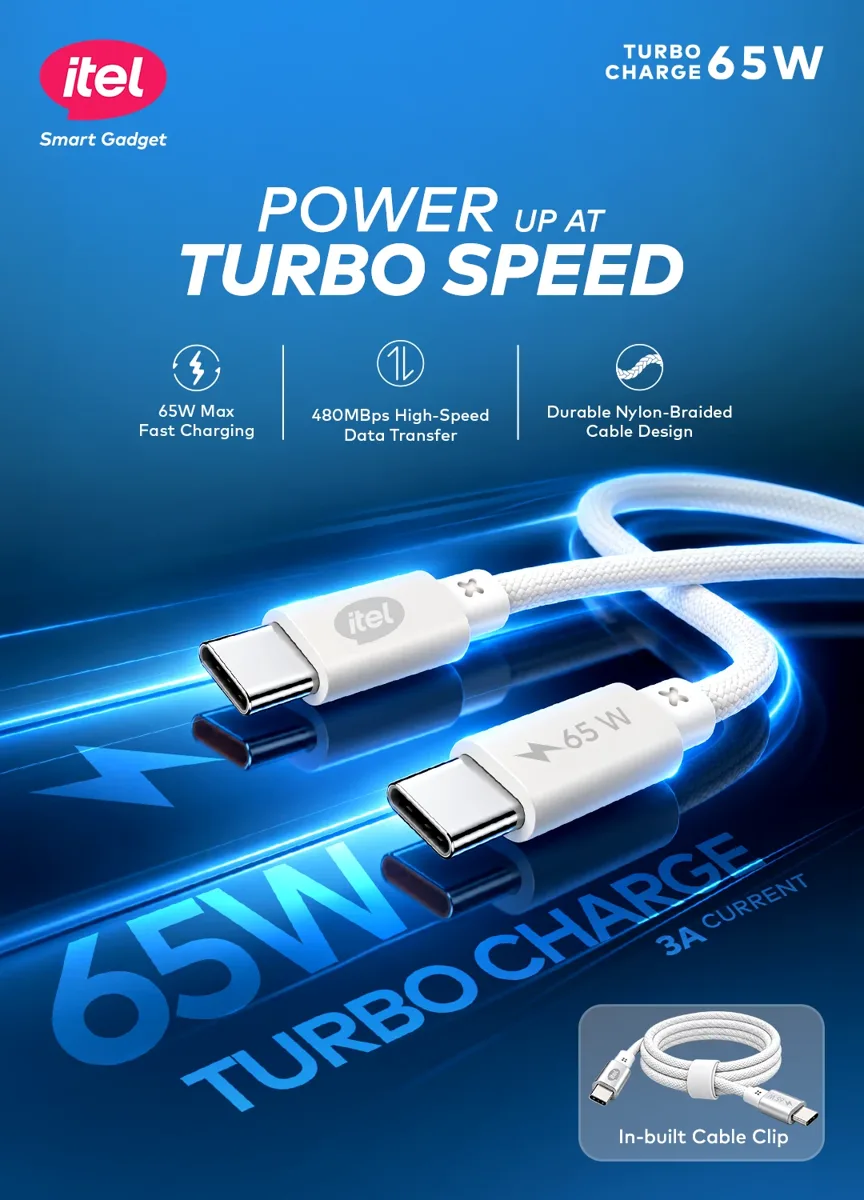 itel
Smart Gadget
TURBO
CHARGE 65W
POWER UP AT
TURBO SPEED
65W Max
Fast Charging
480MBps High-Speed
Data Transfer
Durable Nylon-Braided
Cable Design
itel
65 W
65W
TURBO CHARGE
3A CURRENT
In-built Cable Clip